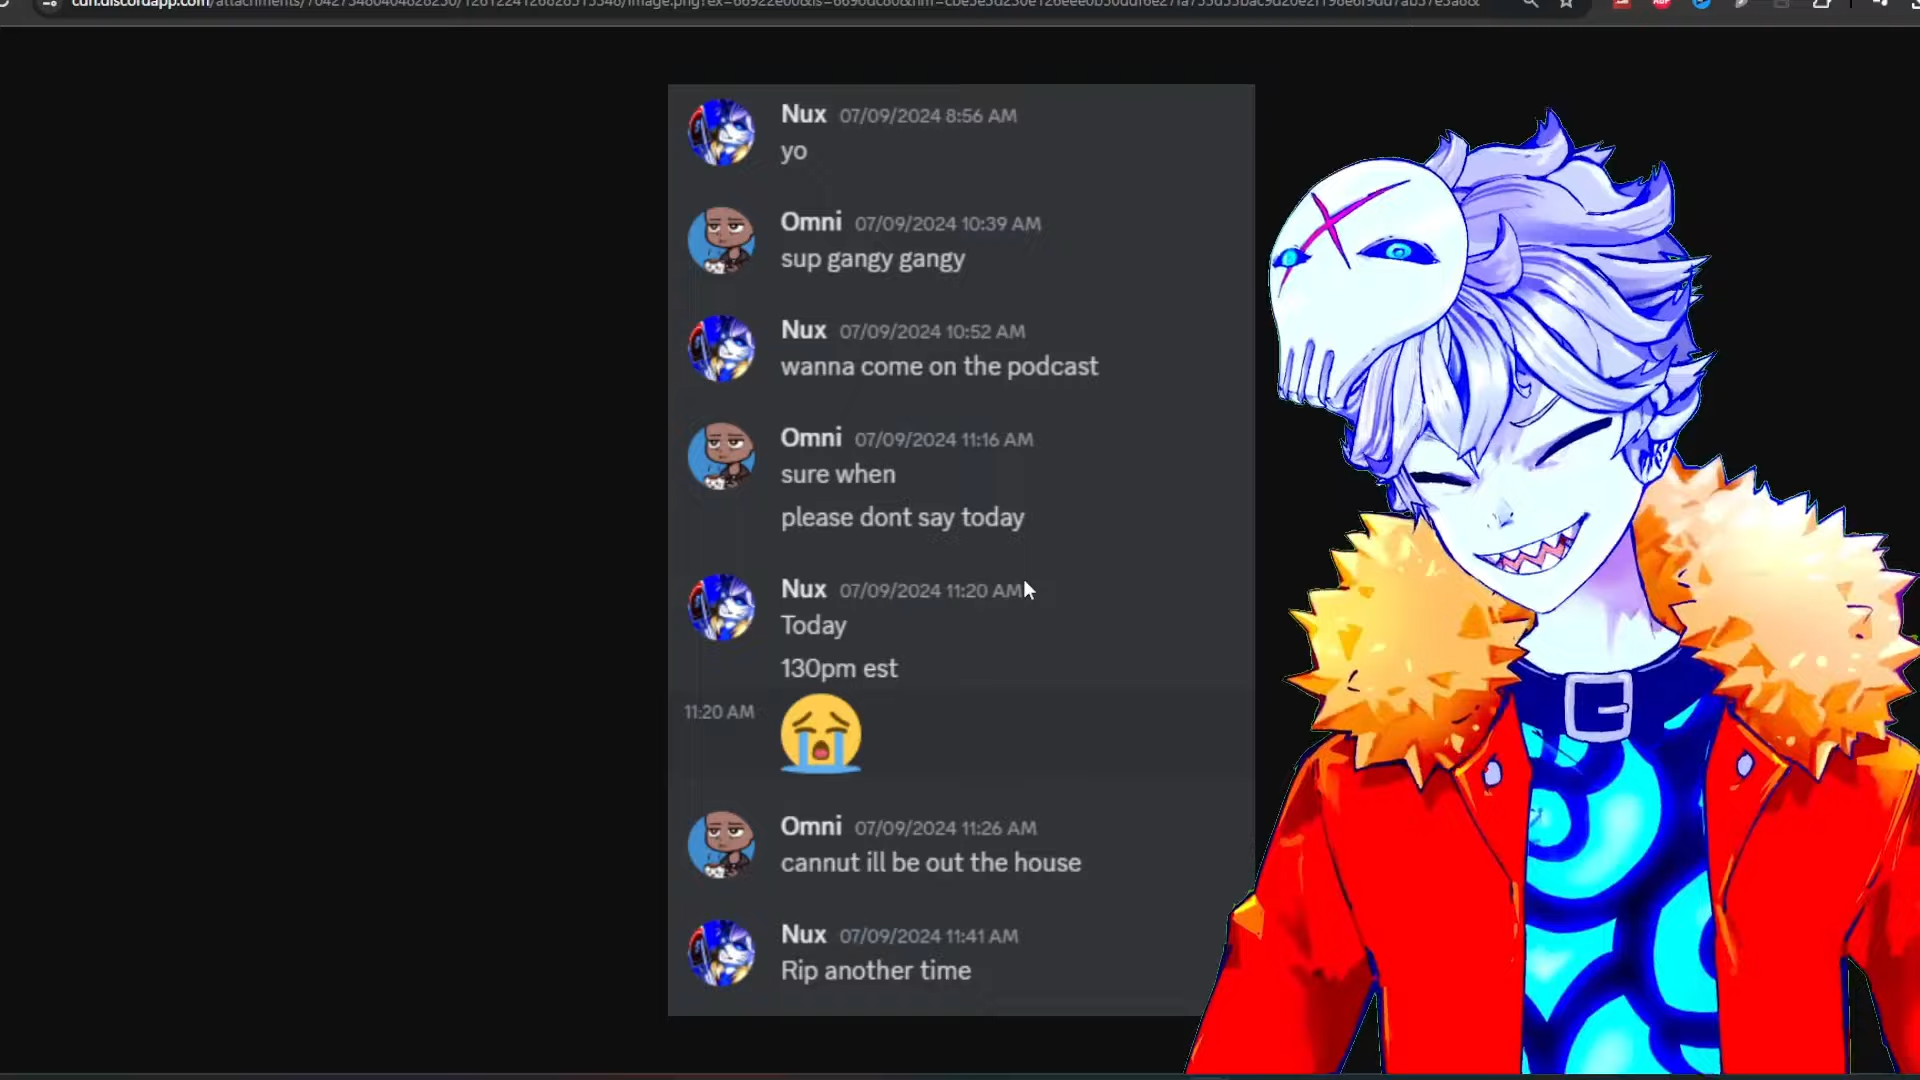 Nux 07/09/2024 8:56 AM
yo
Omni 07/09/2024 10:39 AM
sup gangy gangy
Nux 07/09/2024 10:52 AM
wanna come on the podcast
Omni 07/09/2024 11:16 AM
sure when
please dont say today
Nux 07/09/2024 11:20 AM
Today
130pm est
11:20 AM
Omni 07/09/2024 11:26 AM
cannut ill be out the house
Nux 07/09/2024 11:41 AM
Rip another time